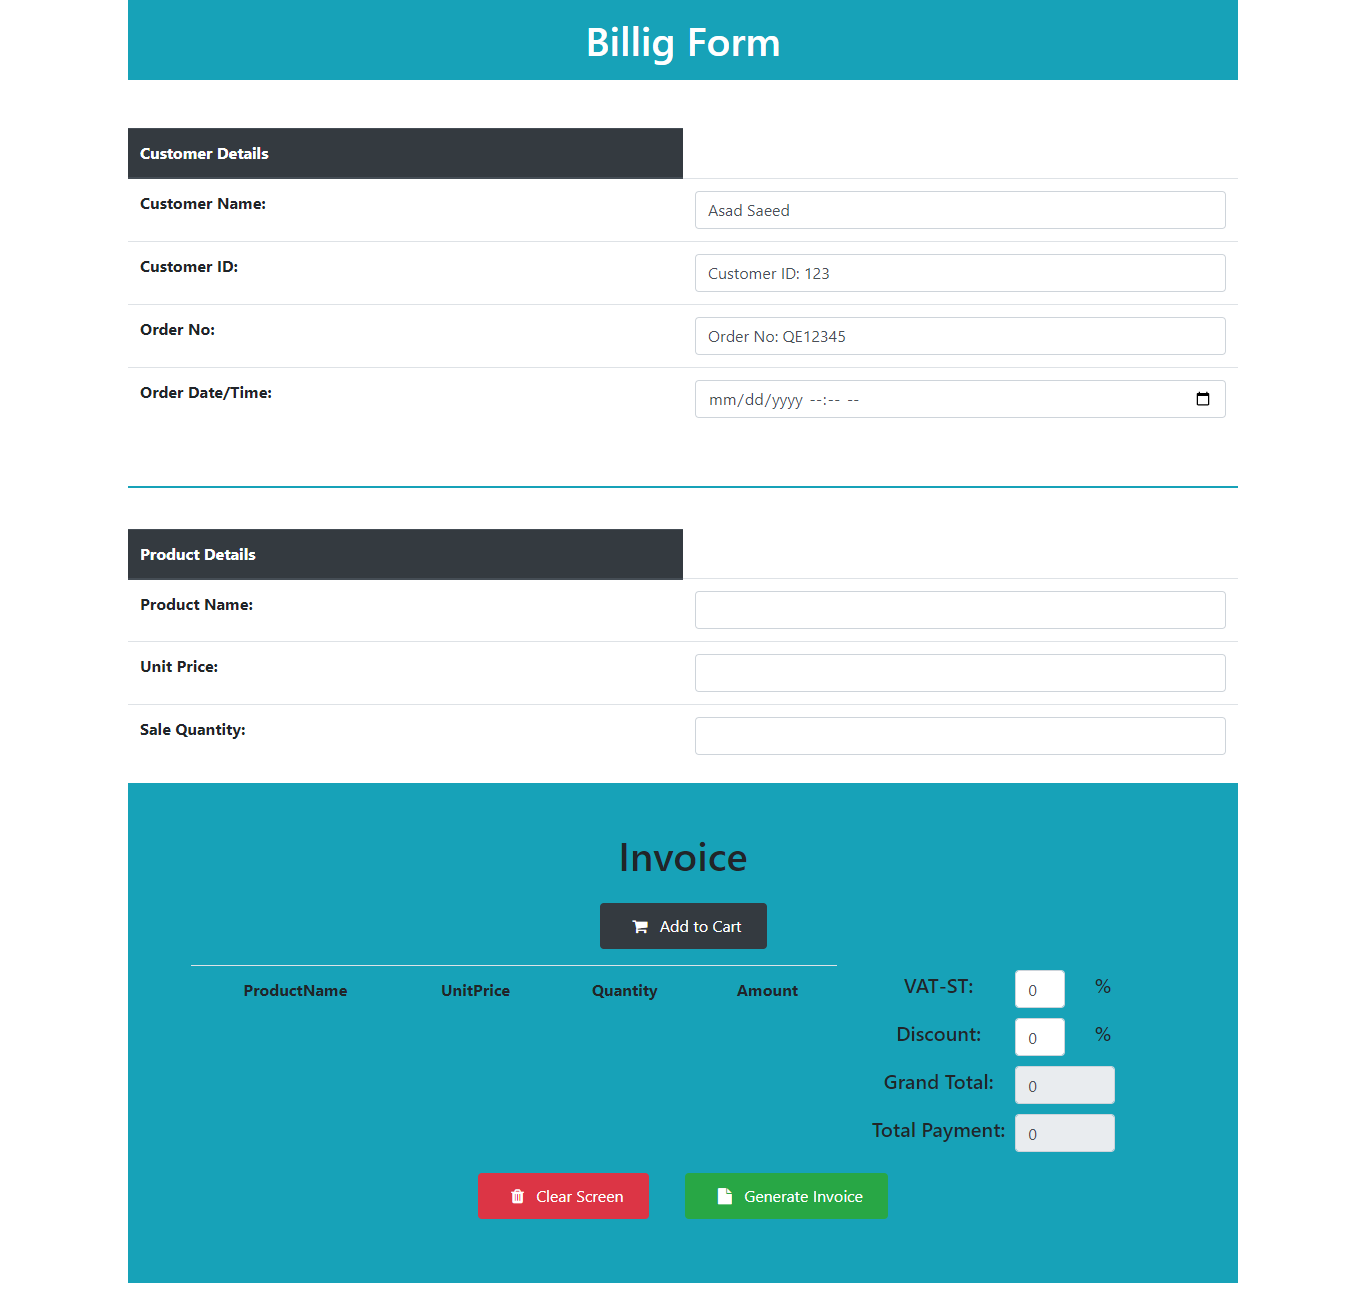 Billig Form
Customer Details
Customer Name:
Asad Saeed
Customer ID:
Customer ID: 123
Order No:
Order No: QE12345
Order Date/Time:
mm/dd/yyyy --:-- --
Product Details
Product Name:
Unit Price:
Sale Quantity:
Invoice
Add to Cart
ProductName UnitPrice Quantity Amount
VAT-ST: 0 %
Discount: 0 %
Grand Total: 0
Total Payment: 0
Clear Screen
Generate Invoice